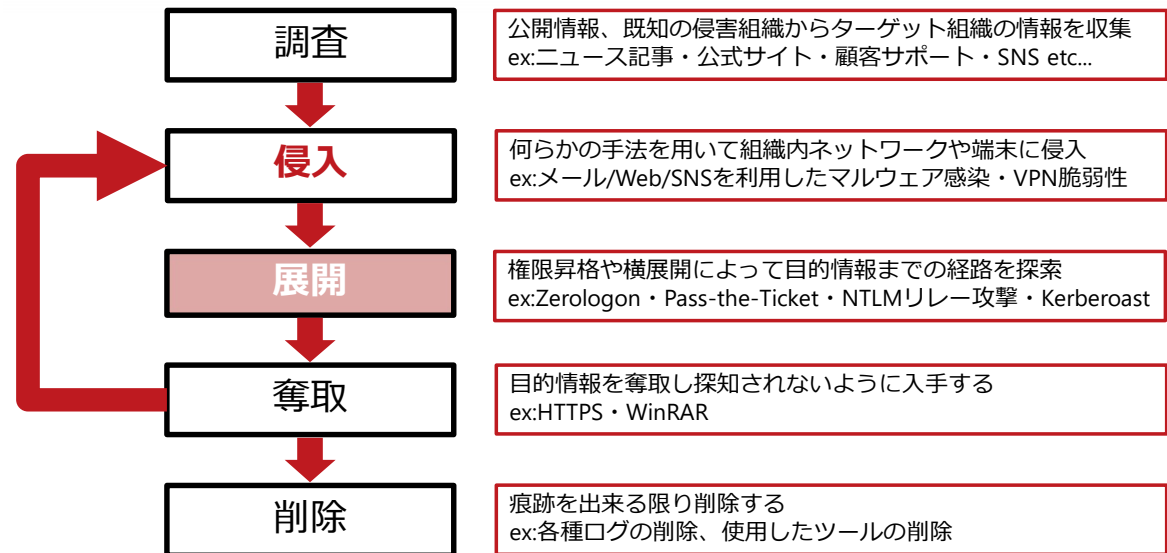 調査
公開情報、既知の侵害組織からターゲット組織の情報を収集
ex:ニュース記事・公式サイト・顧客サポート・SNS etc...
侵入
何らかの手法を用いて組織内ネットワークや端末に侵入
ex:メール/Web/SNSを利用したマルウェア感染・VPN脆弱性
展開
権限昇格や横展開によって目的情報までの経路を探索
ex:Zerologon・Pass-the-Ticket・NTLMリレー攻撃・Kerberoast
奪取
目的情報を奪取し探知されないように入手する
ex:HTTPS・WinRAR
削除
痕跡を出来る限り削除する
ex:各種ログの削除、使用したツールの削除